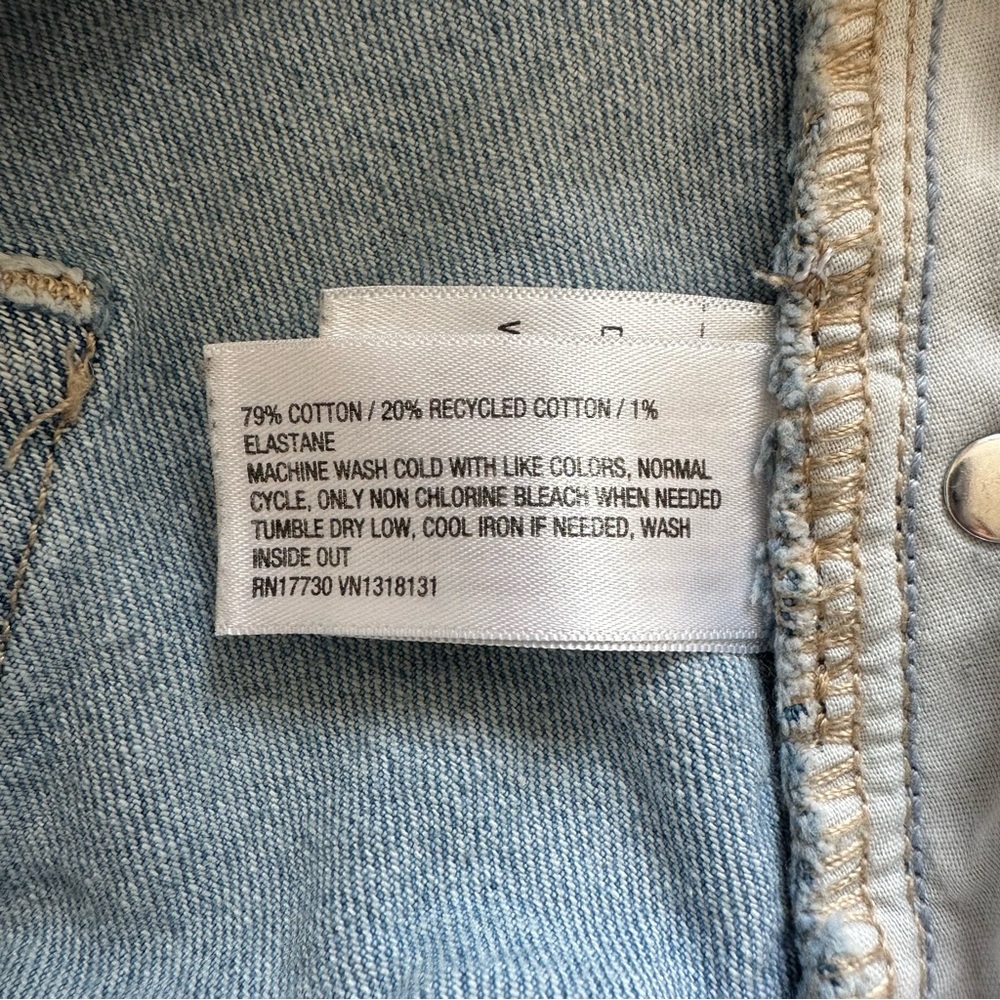 79% COTTON / 20% RECYCLED COTTON / 1%
ELASTANE
MACHINE WASH COLD WITH LIKE COLORS, NORMAL
CYCLE, ONLY NON CHLORINE BLEACH WHEN NEEDED
TUMBLE DRY LOW, COOL IRON IF NEEDED, WASH
INSIDE OUT
RN17730 VN1318131